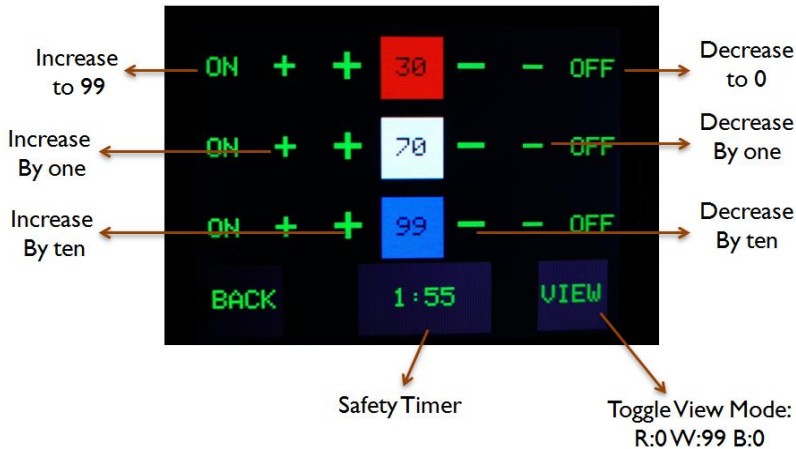 Increase
to 99
ON + + 30 − − OFF
Decrease
to 0
Increase
By one
ON + + 70 − − OFF
Decrease
By one
Increase
By ten
ON + + 99 − − OFF
Decrease
By ten
BACK 1:55 VIEW
Safety Timer
Toggle View Mode:
R:0 W:99 B:0